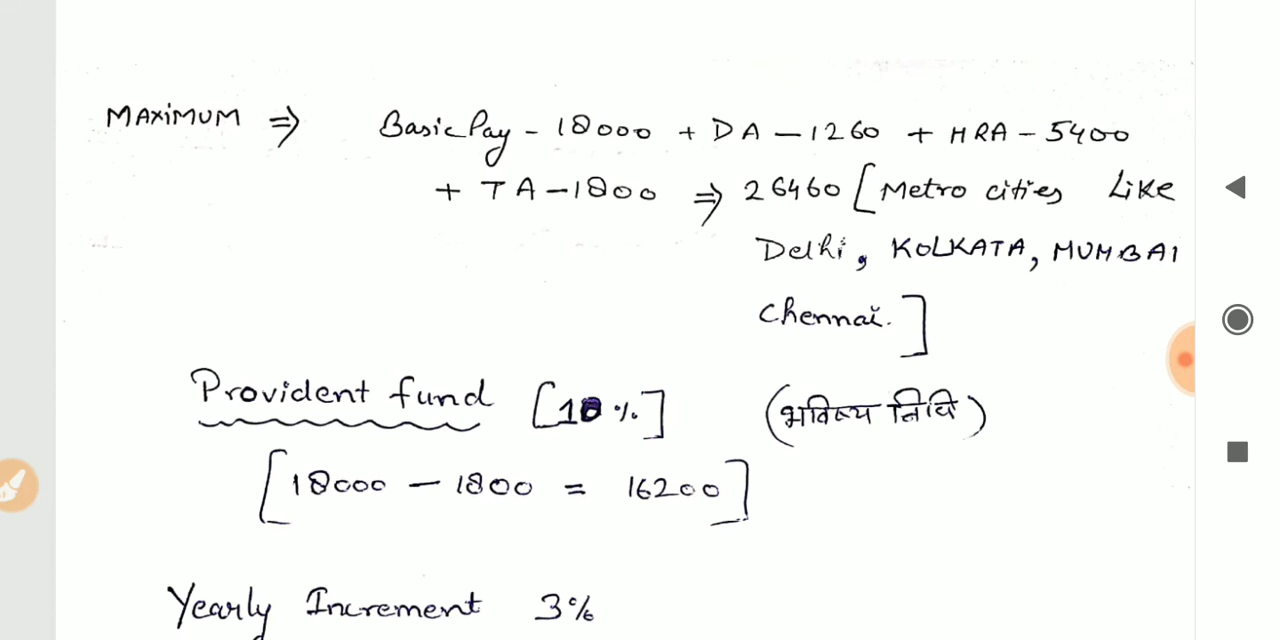 MAXIMUM ⇒ Basic Pay - 18000 + DA - 1260 + HRA - 5400
+ TA - 1800 ⇒ 26460 [Metro cities Like
Delhi, KOLKATA, MUMBAI
Chennai.]
Provident fund [10%] (भविष्य निधि)
[18000 - 1800 = 16200]
Yearly Increment 3%